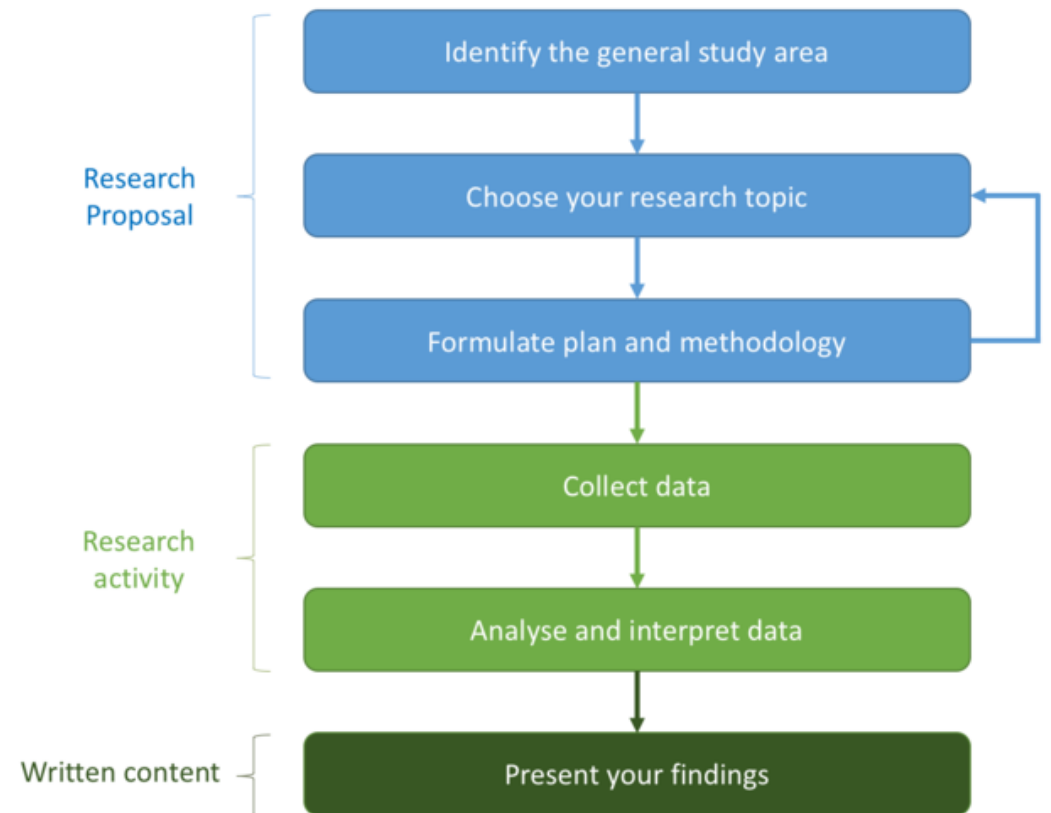 Identify the general study area
Research
Proposal
Choose your research topic
Formulate plan and methodology
Collect data
Research
activity
Analyse and interpret data
Written content
Present your findings